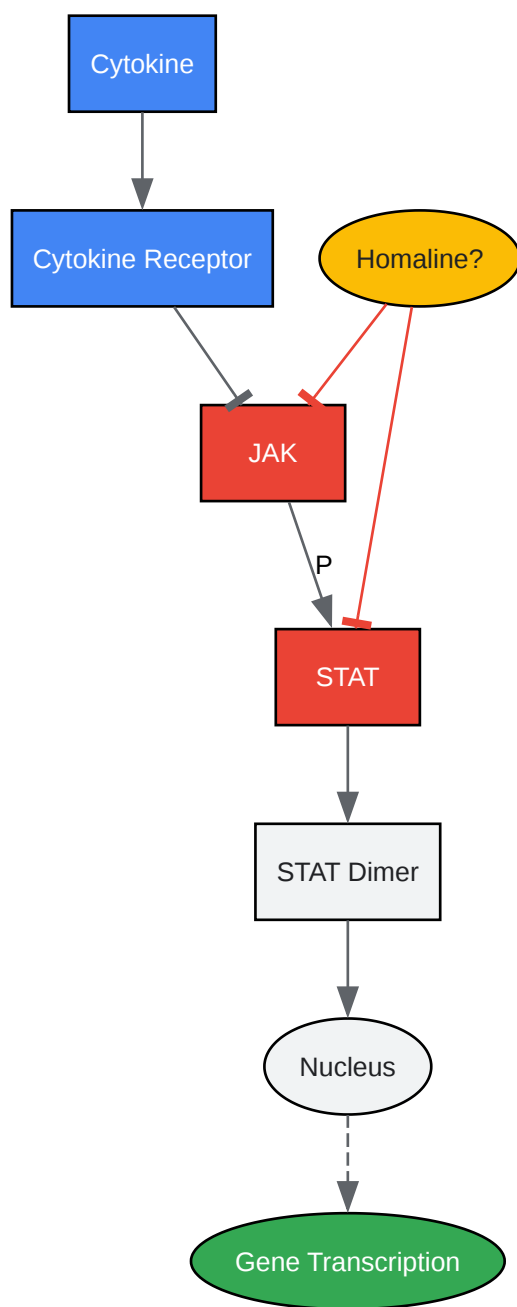 Cytokine
Cytokine Receptor
Homaline?
JAK
P
STAT
STAT Dimer
Nucleus
Gene Transcription